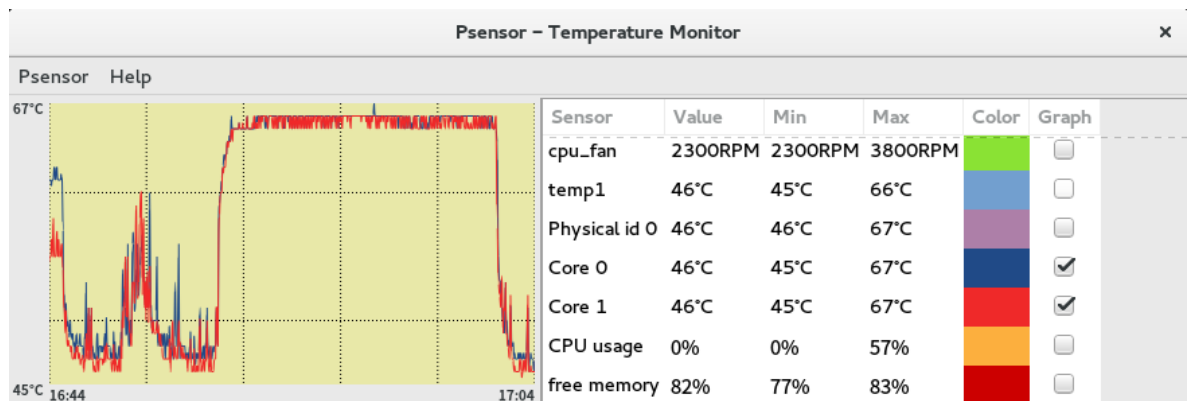 Psensor – Temperature Monitor ×
Psensor Help
67°C
45°C 16:44 17:04
Sensor Value Min Max Color Graph
cpu_fan 2300RPM 2300RPM 3800RPM
temp1 46°C 45°C 66°C
Physical id 0 46°C 46°C 67°C
Core 0 46°C 45°C 67°C
Core 1 46°C 45°C 67°C
CPU usage 0% 0% 57%
free memory 82% 77% 83%